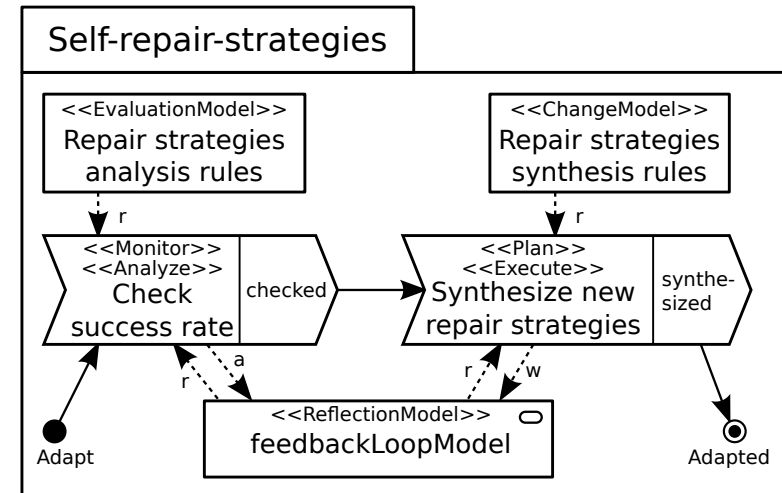 Self-repair-strategies
<<EvaluationModel>>
Repair strategies
analysis rules
<<ChangeModel>>
Repair strategies
synthesis rules
r
r
<<Monitor>>
<<Analyze>>
Check
success rate
checked
<<Plan>>
<<Execute>>
Synthesize new
repair strategies
synthe-
sized
r
a
r
w
<<ReflectionModel>>
feedbackLoopModel
Adapt
Adapted